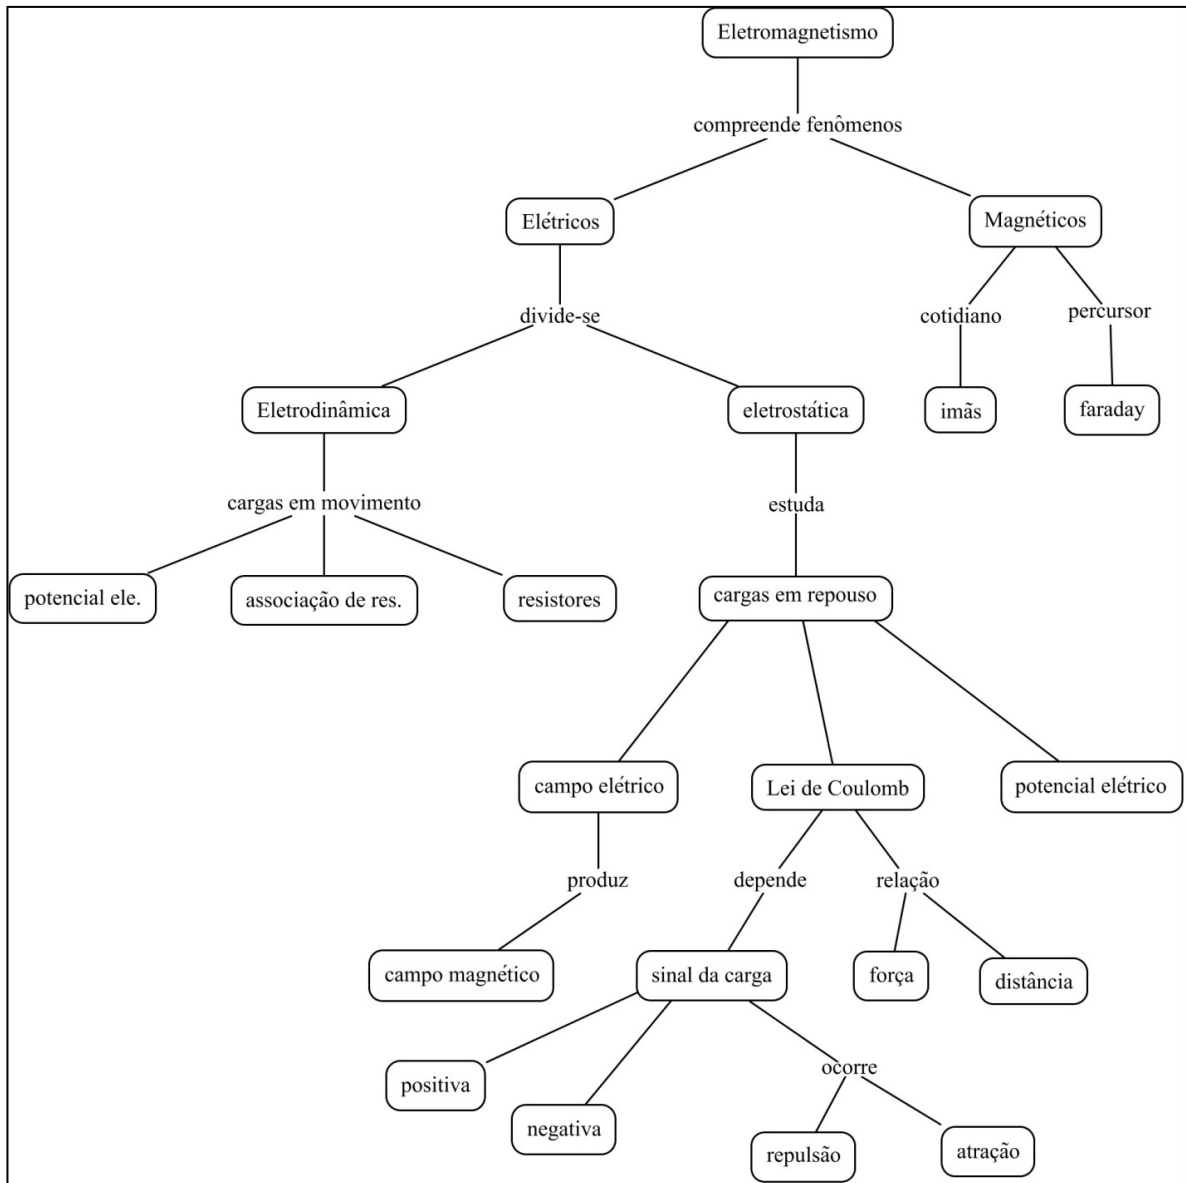 Eletromagnetismo
compreende fenômenos
Elétricos
Magnéticos
divide-se
cotidiano
percursor
Eletrodinâmica
eletrostática
imãs
faraday
cargas em movimento
estuda
potencial ele.
associação de res.
resistores
cargas em repouso
campo elétrico
Lei de Coulomb
potencial elétrico
produz
depende
relação
campo magnético
sinal da carga
força
distância
positiva
negativa
ocorre
repulsão
atração